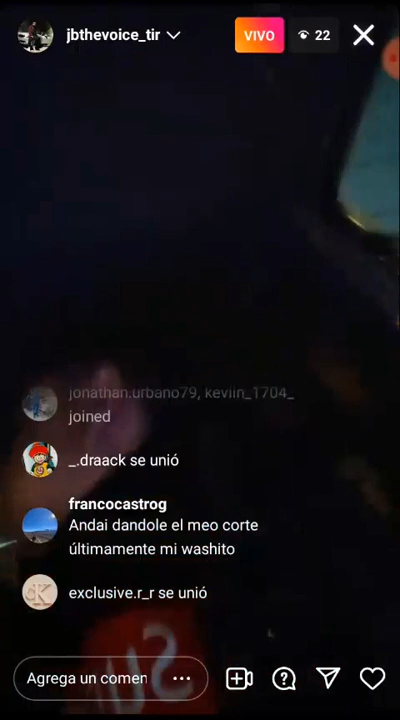 jbthevoice_tir
VIVO
22
jonathan.urbano79, keviin_1704_
joined
_.draack se unió
francocastrog
Andai dandole el meo corte
últimamente mi washito
exclusive.r_r se unió
Agrega un comen